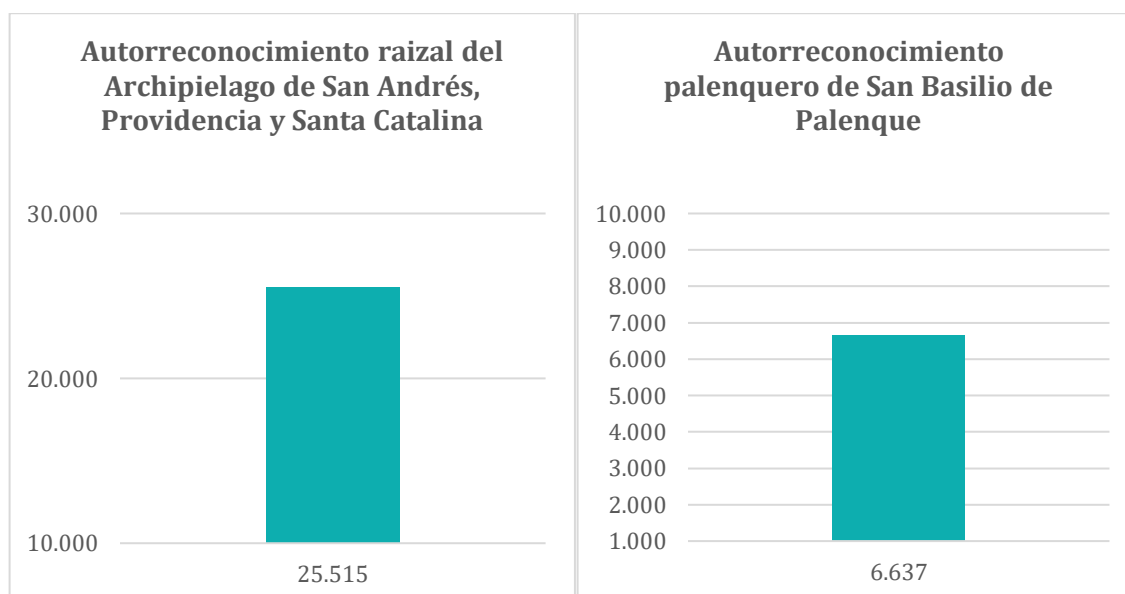 Autorreconocimiento raizal del
Archipielago de San Andrés,
Providencia y Santa Catalina
30.000
20.000
10.000
25.515
Autorreconocimiento
palenquero de San Basilio de
Palenque
10.000
9.000
8.000
7.000
6.000
5.000
4.000
3.000
2.000
1.000
6.637